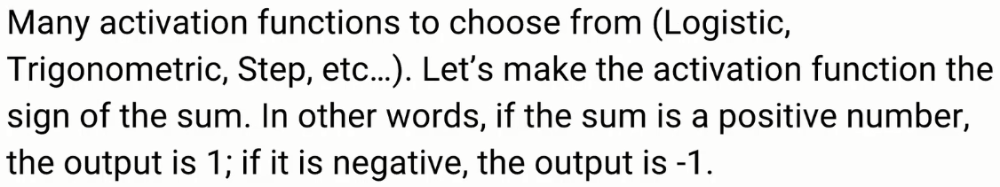 Many activation functions to choose from (Logistic,
Trigonometric, Step, etc…). Let’s make the activation function the
sign of the sum. In other words, if the sum is a positive number,
the output is 1; if it is negative, the output is -1.